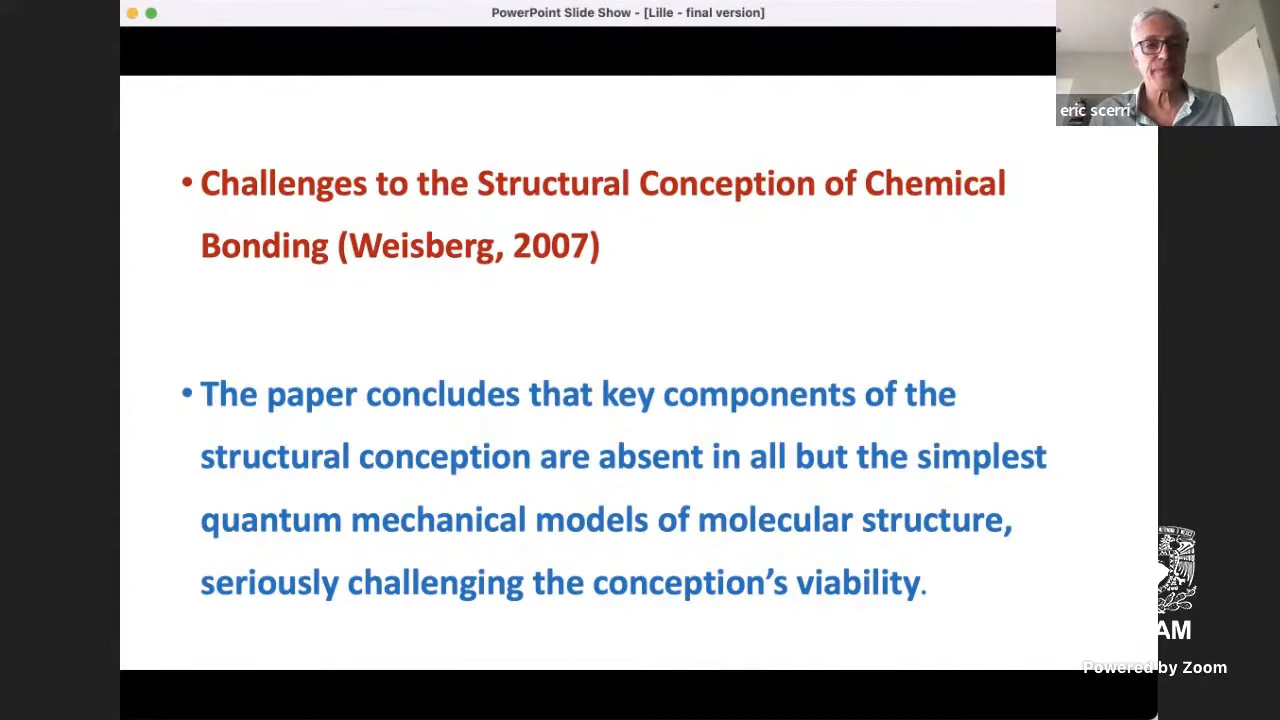 PowerPoint Slide Show - [Lille - final version]
eric scerri
• Challenges to the Structural Conception of Chemical
Bonding (Weisberg, 2007)
• The paper concludes that key components of the
structural conception are absent in all but the simplest
quantum mechanical models of molecular structure,
seriously challenging the conception’s viability.
AM
Powered by Zoom